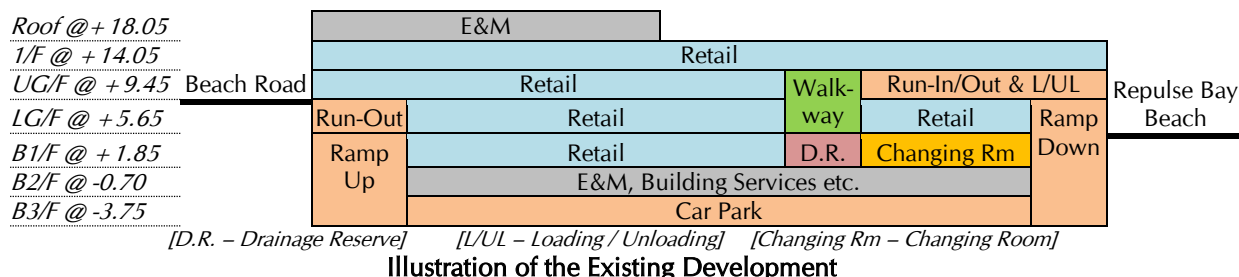 Roof @+ 18.05 E&M
1/F @ + 14.05 Retail
UG/F @ +9.45 Beach Road Retail Walk- Run-In/Out & L/UL Repulse Bay
LG/F @ +5.65 Run-Out Retail way Retail Ramp Beach
B1/F @ +1.85 Ramp Retail D.R. Changing Rm Down
B2/F @ -0.70 Up E&M, Building Services etc.
B3/F @ -3.75 Car Park
[D.R. – Drainage Reserve] [L/UL – Loading / Unloading] [Changing Rm – Changing Room]
Illustration of the Existing Development